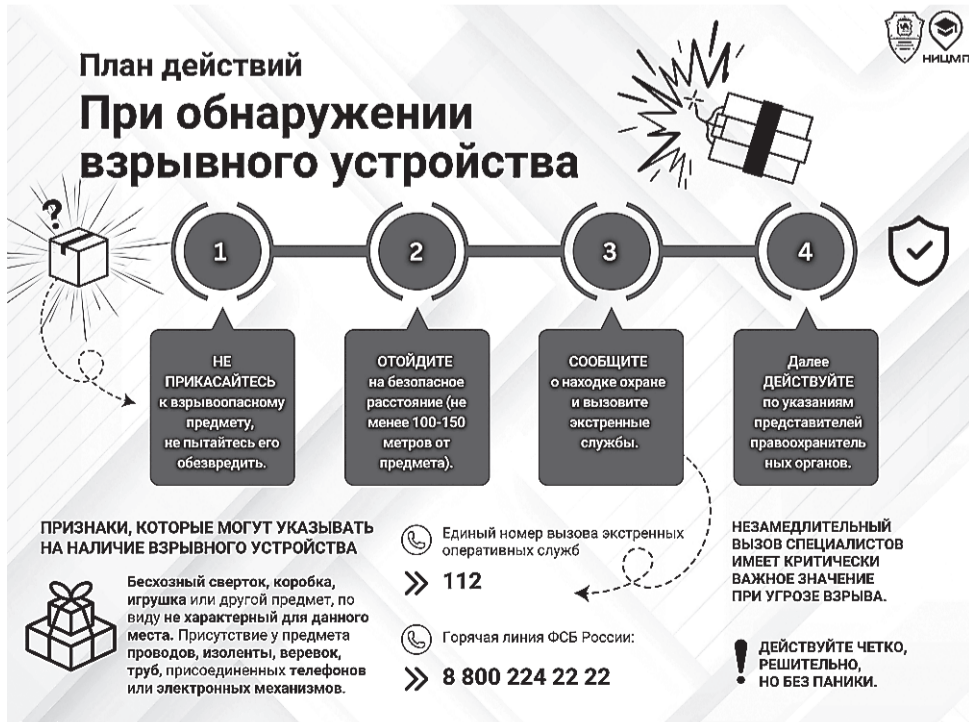 НИЦМП
План действий
При обнаружении
взрывного устройства
?
1
2
3
4
НЕ
ПРИКАСАЙТЕСЬ
к взрывоопасному
предмету,
не пытайтесь его
обезвредить.
ОТОЙДИТЕ
на безопасное
расстояние (не
менее 100-150
метров от
предмета).
СООБЩИТЕ
о находке охране
и вызовите
экстренные
службы.
Далее
ДЕЙСТВУЙТЕ
по указаниям
представителей
правоохранитель
ных органов.
ПРИЗНАКИ, КОТОРЫЕ МОГУТ УКАЗЫВАТЬ
НА НАЛИЧИЕ ВЗРЫВНОГО УСТРОЙСТВА
Бесхозный сверток, коробка,
игрушка или другой предмет, по
виду не характерный для данного
места. Присутствие у предмета
проводов, изоленты, веревок,
труб, присоединенных телефонов
или электронных механизмов.
Единый номер вызова экстренных
оперативных служб
112
Горячая линия ФСБ России:
8 800 224 22 22
НЕЗАМЕДЛИТЕЛЬНЫЙ
ВЫЗОВ СПЕЦИАЛИСТОВ
ИМЕЕТ КРИТИЧЕСКИ
ВАЖНОЕ ЗНАЧЕНИЕ
ПРИ УГРОЗЕ ВЗРЫВА.
! ДЕЙСТВУЙТЕ ЧЕТКО,
РЕШИТЕЛЬНО,
НО БЕЗ ПАНИКИ.